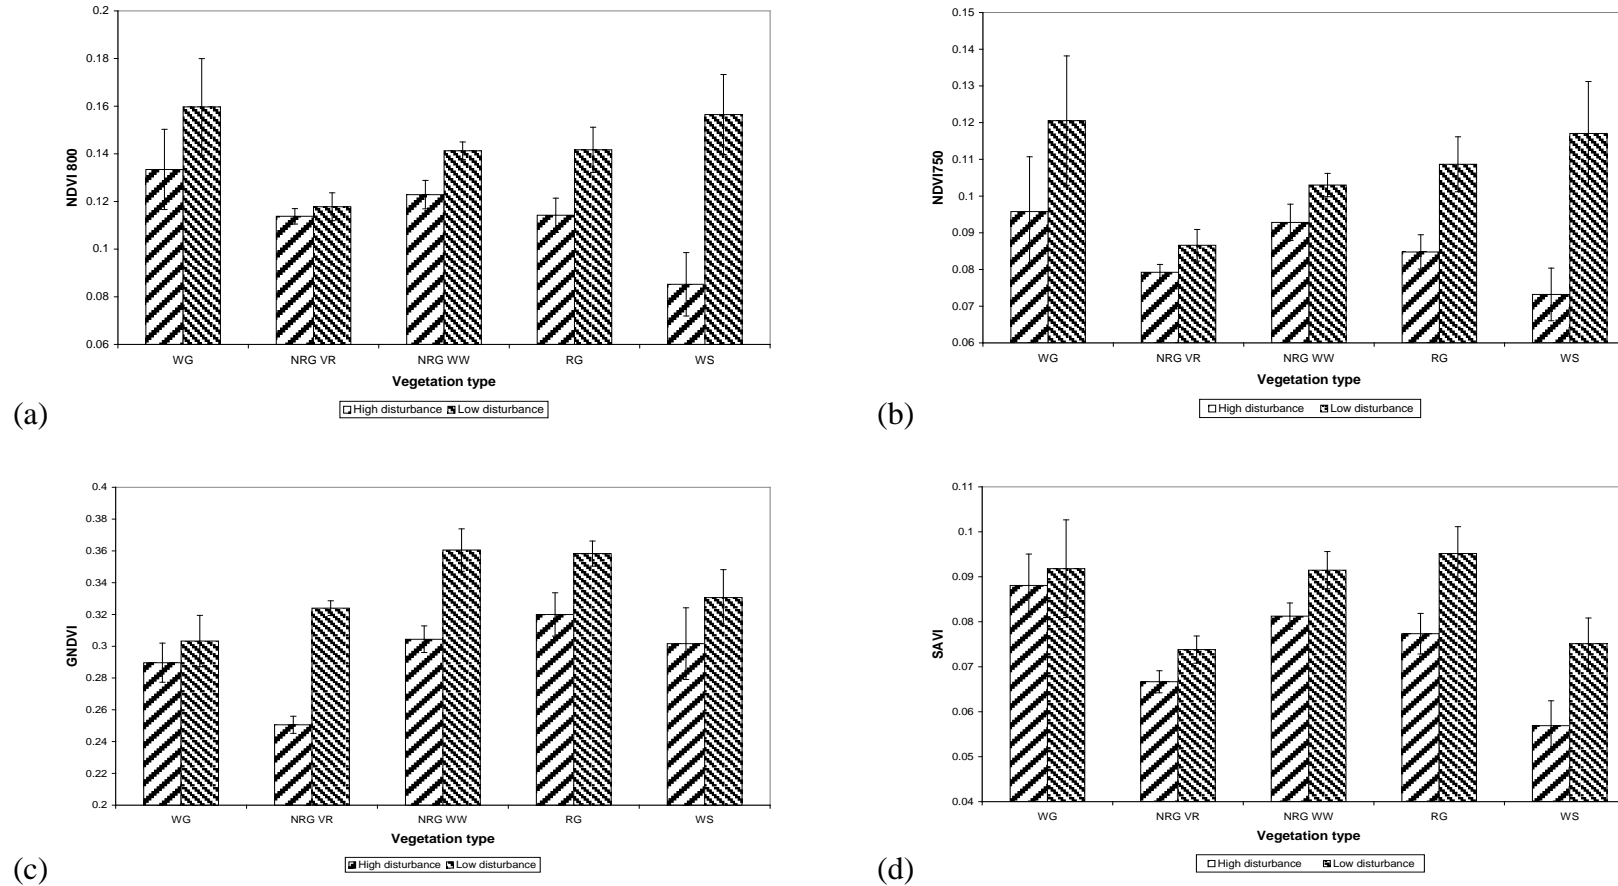 0.2
0.18
0.16
0.14
0.12
0.1
0.08
0.06
NDVI 800
WG NRG VR NRG WW RG WS
Vegetation type
High disturbance Low disturbance
(a)
0.15
0.14
0.13
0.12
0.11
0.1
0.09
0.08
0.07
0.06
NDVI750
WG NRG VR NRG WW RG WS
Vegetation type
High disturbance Low disturbance
(b)
0.4
0.38
0.36
0.34
0.32
0.3
0.28
0.26
0.24
0.22
0.2
GNDVI
WG NRG VR NRG WW RG WS
Vegetation type
High disturbance Low disturbance
(c)
0.11
0.1
0.09
0.08
0.07
0.06
0.05
0.04
SAVI
WG NRG VR NRG WW RG WS
Vegetation type
High disturbance Low disturbance
(d)